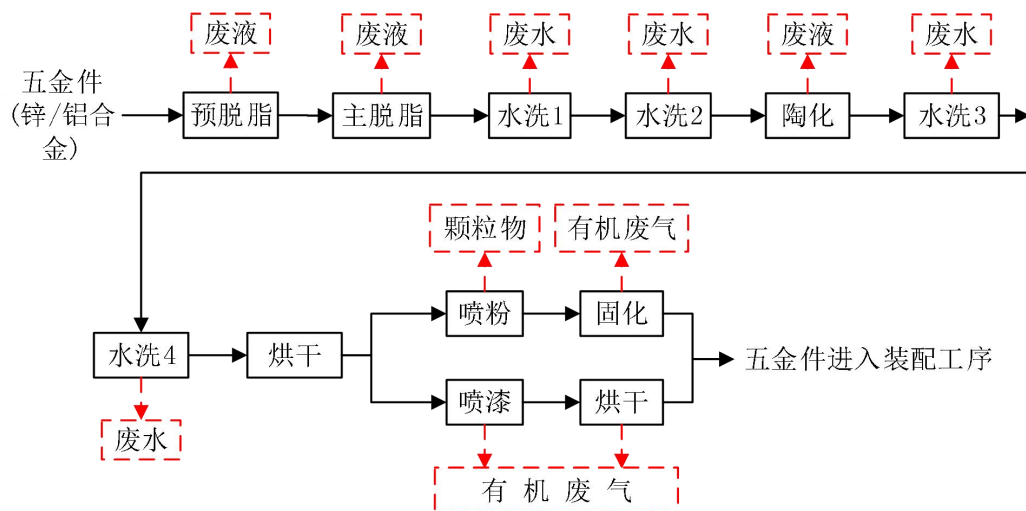 废液
废液
废水
废水
废液
废水
五金件
(锌/铝合
金)
预脱脂
主脱脂
水洗1
水洗2
陶化
水洗3
颗粒物
有机废气
喷粉
固化
水洗4
烘干
五金件进入装配工序
喷漆
烘干
废水
有机废气